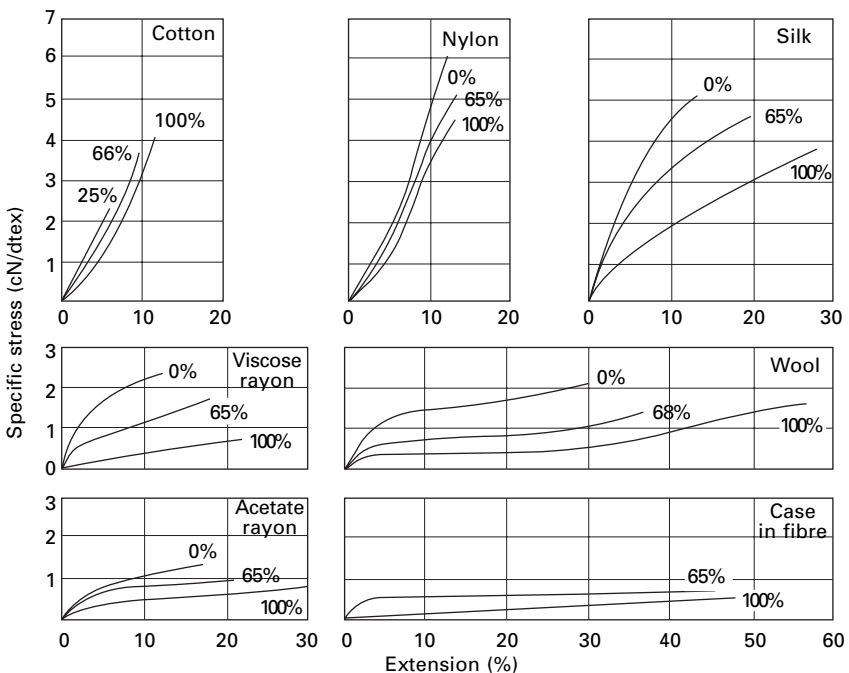 7
6
5
4
3
2
1
Specific stress (cN/dtex)
Cotton
100%
66%
25%
0 10 20
Nylon
0%
65%
100%
0 10 20
Silk
0%
65%
100%
0 10 20 30
3
2
1
0
Viscose
rayon
0%
65%
100%
Wool
0%
68%
100%
3
2
1
Acetate
rayon
0%
65%
100%
0 10 20 30
Case
in fibre
65%
100%
0 10 20 30 40 50 60
Extension (%)